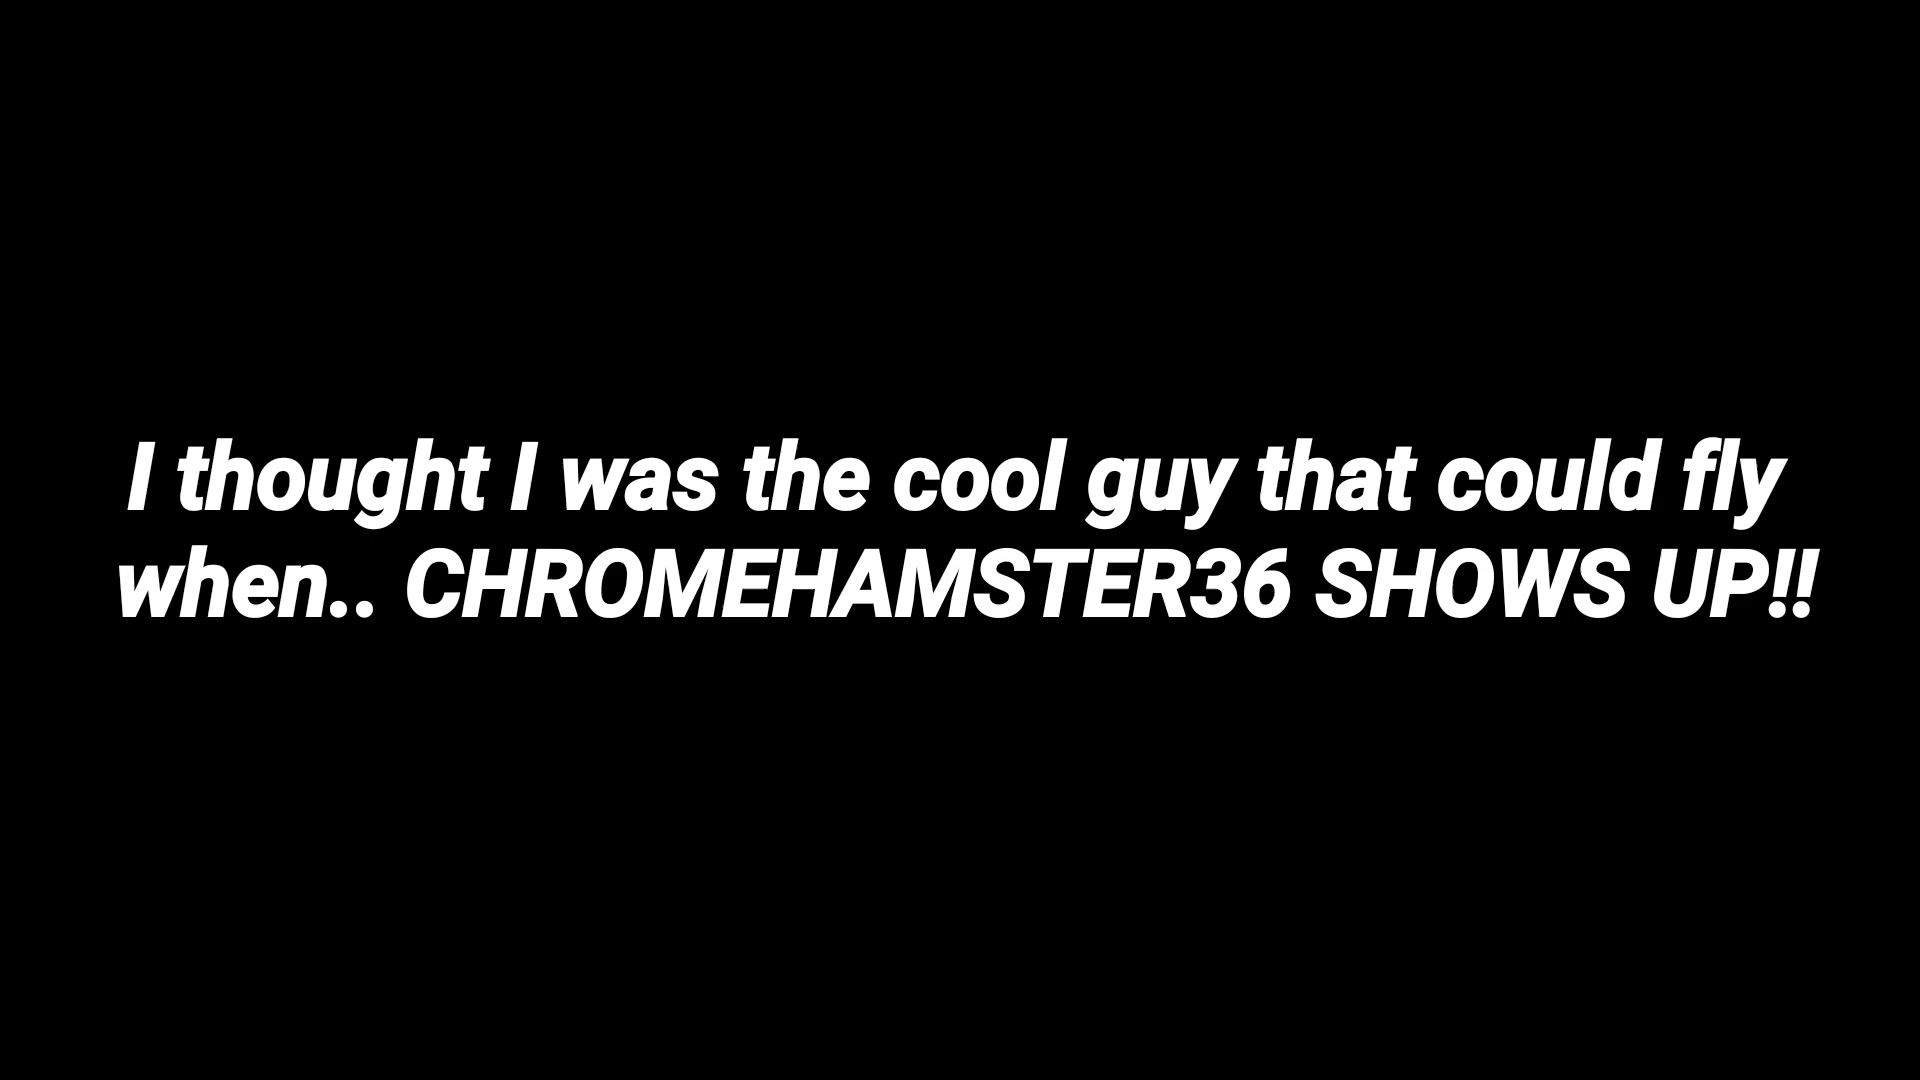 I thought I was the cool guy that could fly
when.. CHROMEHAMSTER36 SHOWS UP!!